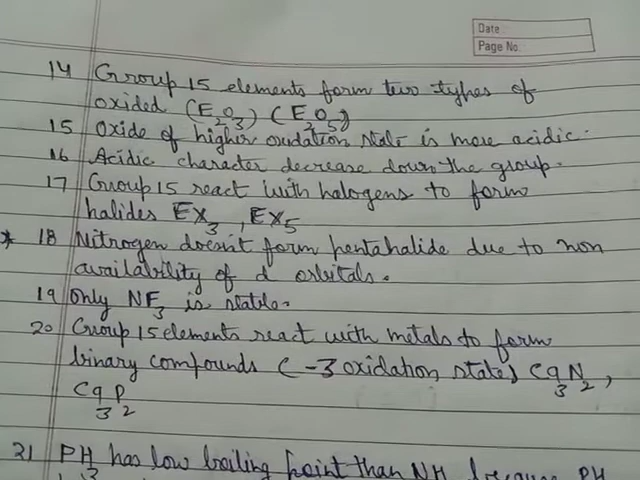 Date
Page No.
14 Group 15 elements form two types of
oxided (E2O3) (E2O5)
15 Oxide of higher oxidation state is more acidic.
16 Acidic character decrease down the group.
17 Group 15 react with halogens to form
halides EX3, EX5
* 18 Nitrogen doesn't form pentahalide due to non
availability of d orbitals.
19 Only NF3 is stable.
20 Group 15 elements react with metals to form
binary compounds (-3 oxidation state) Ca3N2,
Ca3P2
21 PH3 has low boiling point than NH3 because PH